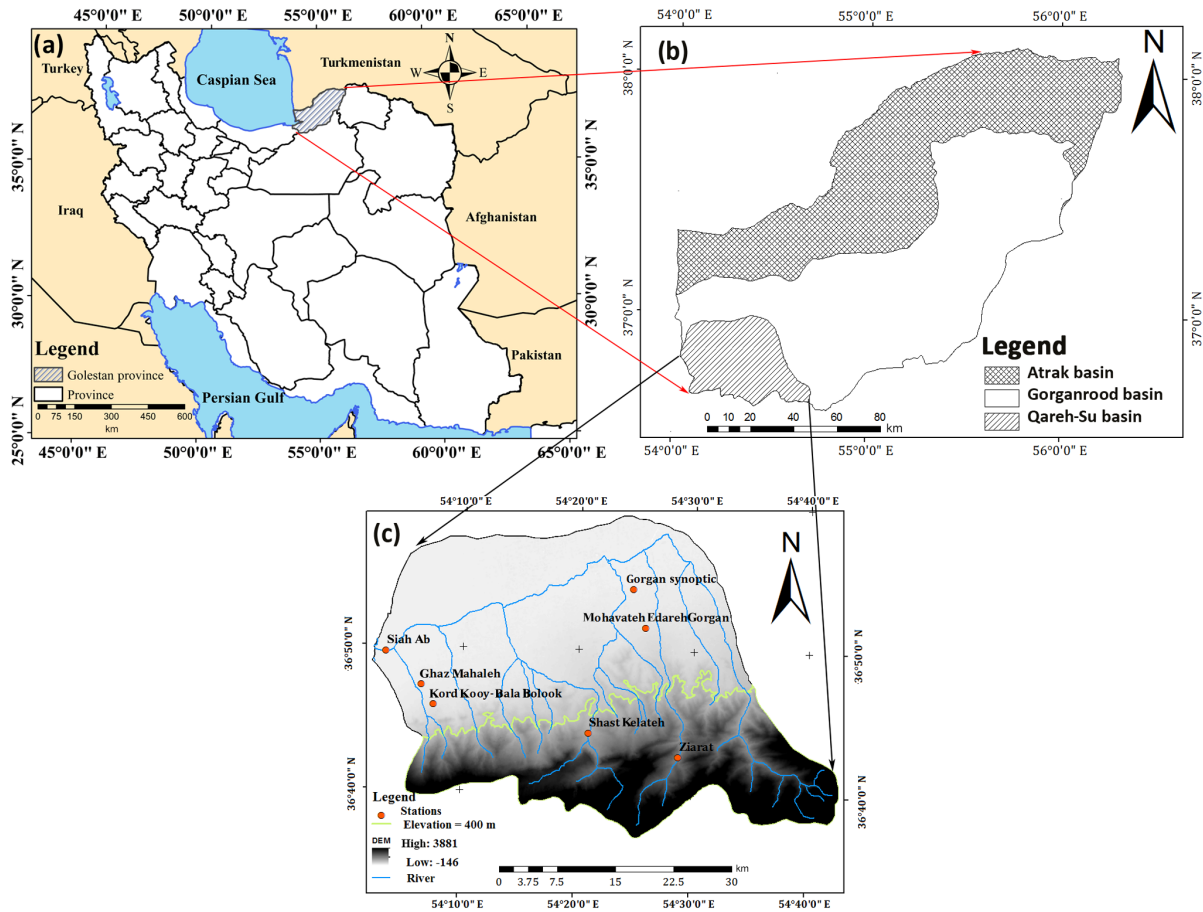 45°0'0" E 50°0'0" E 55°0'0" E 60°0'0" E 65°0'0" E
(a)
Turkey
Caspian Sea
Turkmenistan
N
W E
S
35°0'0" N
35°0'0" N
Iraq
Afghanistan
30°0'0" N
30°0'0" N
Legend
Golestan province
Province
0 75 150 300 450 600
km
Persian Gulf
Pakistan
25°0'0" N
25°0'0" N
45°0'0" E 50°0'0" E 55°0'0" E 60°0'0" E 65°0'0" E
54°0'0" E 55°0'0" E 56°0'0" E
(b)
N
38°0'0" N
38°0'0" N
37°0'0" N
37°0'0" N
Legend
Atrak basin
Gorganrood basin
Qareh-Su basin
0 10 20 40 60 80
km
54°0'0" E 55°0'0" E 56°0'0" E
54°10'0" E 54°20'0" E 54°30'0" E 54°40'0" E
(c)
N
Gorgan synoptic
Mohavateh EdarehGorgan
Siah Ab
36°50'0" N
36°50'0" N
Ghaz Mahaleh
Kord Kooy-Bala Bolook
Shast Kelateh
Ziarat
36°40'0" N
36°40'0" N
Legend
Stations
Elevation = 400 m
DEM High: 3881
Low: -146
River
km
0 3.75 7.5 15 22.5 30
54°10'0" E 54°20'0" E 54°30'0" E 54°40'0" E